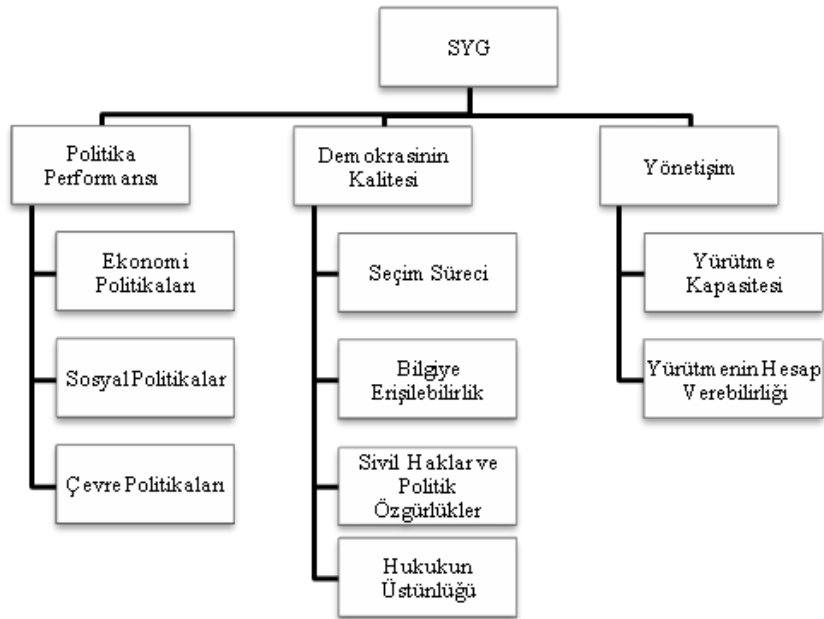 SYG
Politika
Performansı
Ekonomi
Politikaları
Sosyal Politikalar
Çevre Politikaları
Demokrasinin
Kalitesi
Seçim Süreci
Bilgiye
Erişilebilirlik
Sivil Haklar ve
Politik
Özgürlükler
Hukukun
Üstünlüğü
Yönetişim
Yürütme
Kapasitesi
Yürütmenin Hesap
Verebilirliği